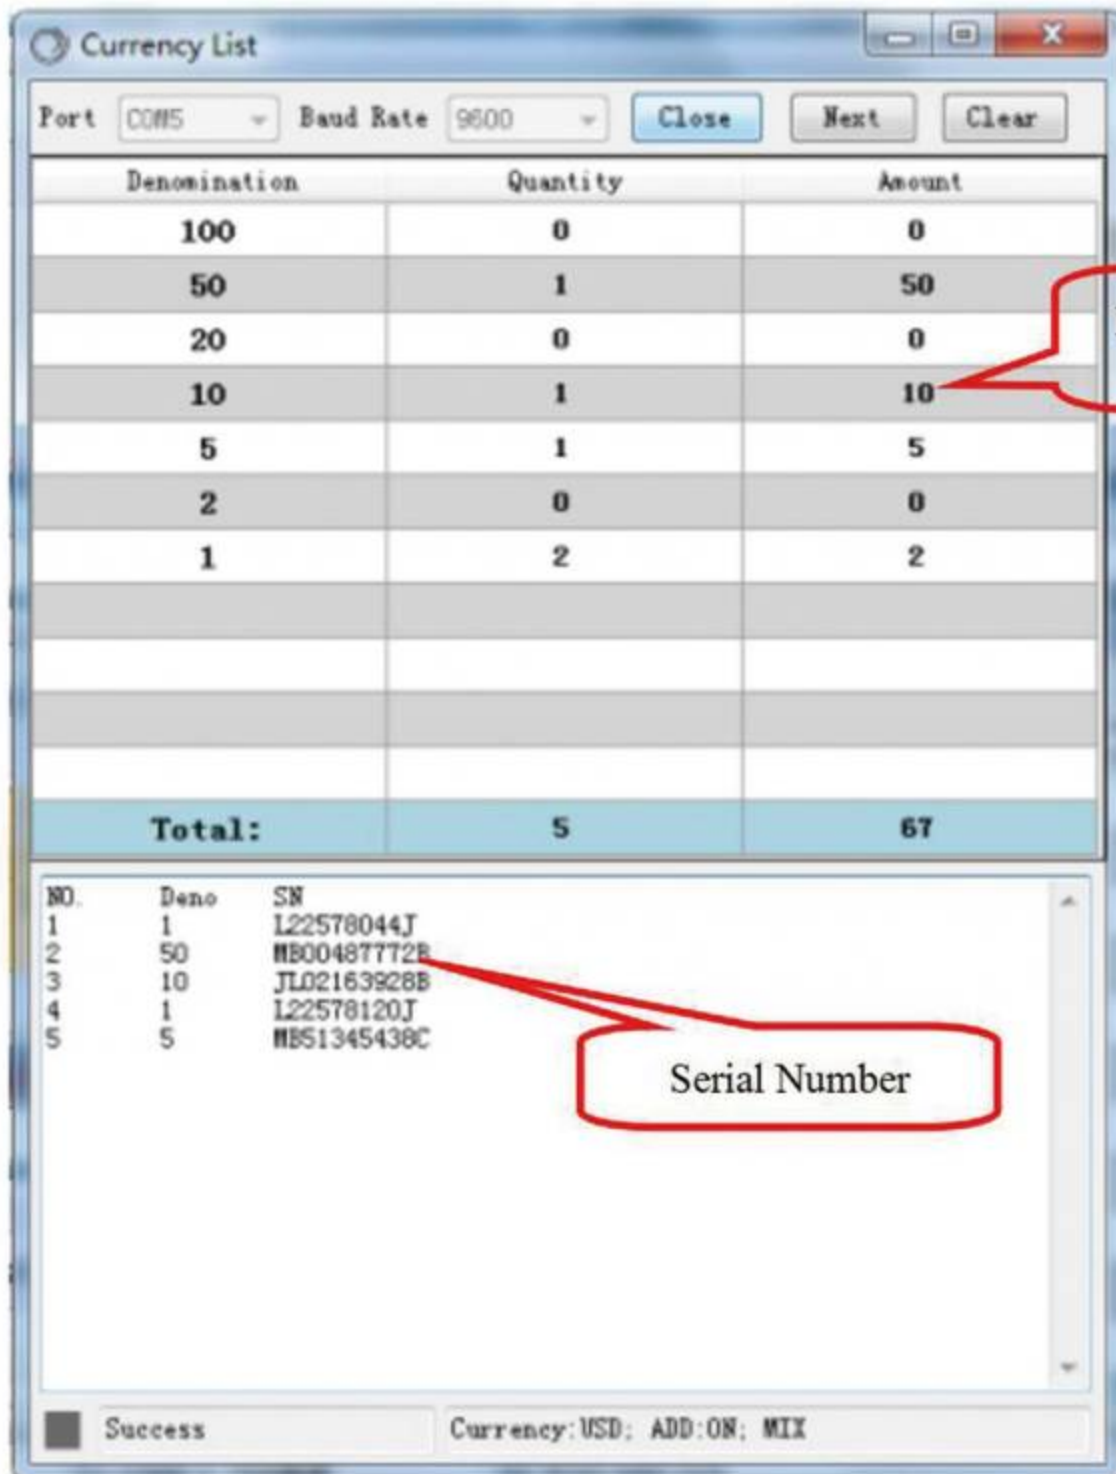 Currency List
Port COM5 Baud Rate 9600 Close Next Clear
Denomination Quantity Amount
100 0 0
50 1 50
20 0 0
10 1 10
5 1 5
2 0 0
1 2 2
Total: 5 67
NO. Deno SN
1 1 L22578044J
2 50 MB00487772B
3 10 JL02163928B
4 1 L22578120J
5 5 MB51345438C
Serial Number
Success Currency:USD; ADD:ON; MIX